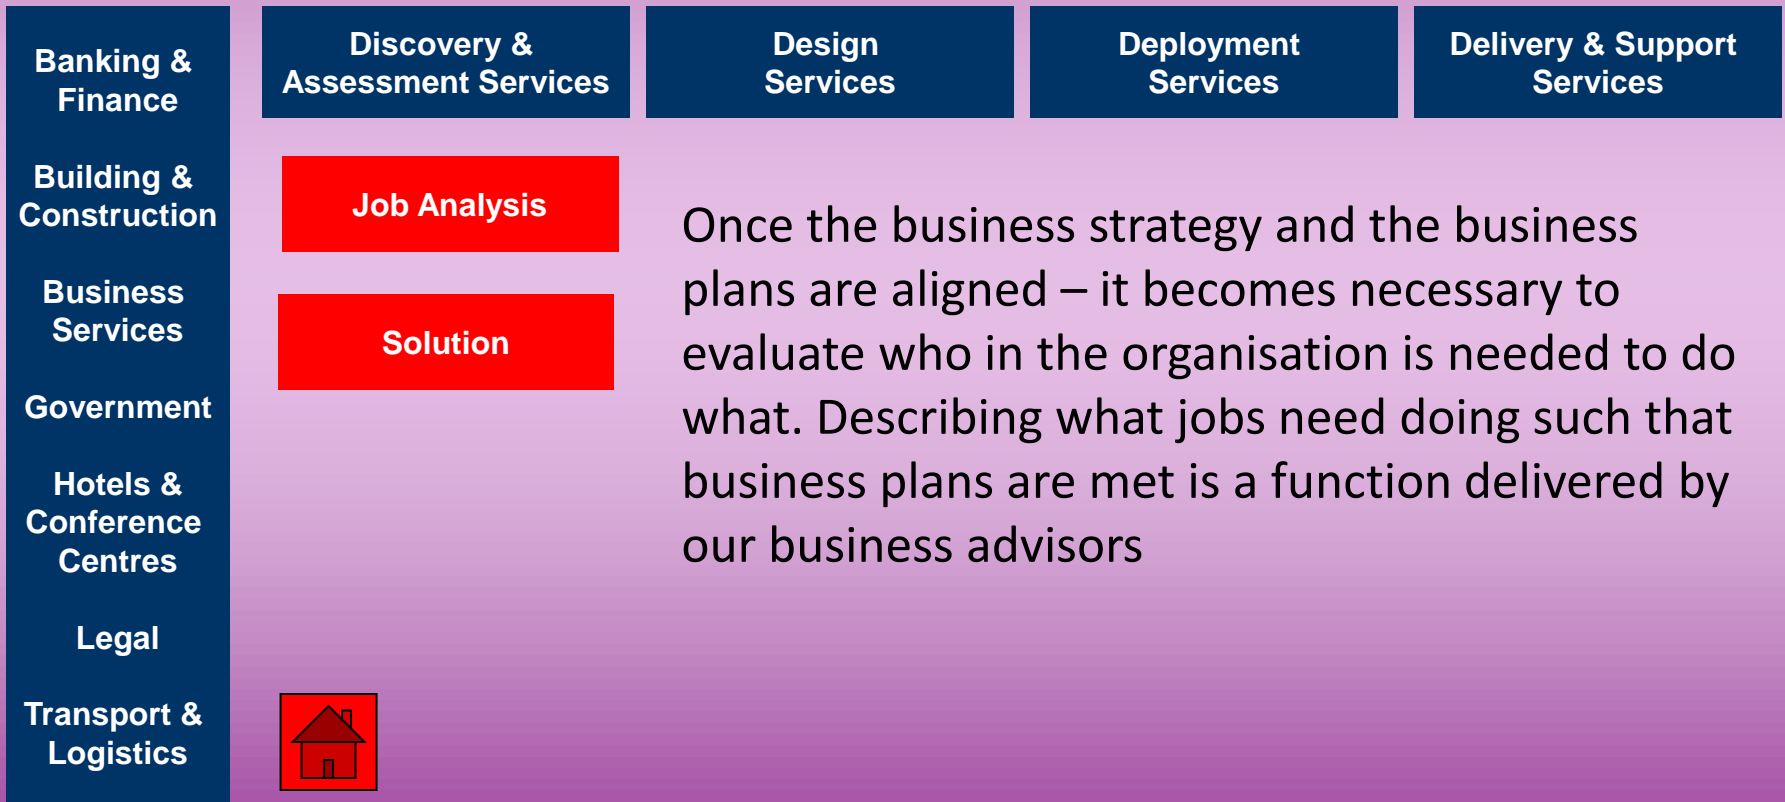 Banking &
Finance
Building &
Construction
Business
Services
Government
Hotels &
Conference
Centres
Legal
Transport &
Logistics
Discovery &
Assessment Services
Design
Services
Deployment
Services
Delivery & Support
Services
Job Analysis
Solution
Once the business strategy and the business
plans are aligned – it becomes necessary to
evaluate who in the organisation is needed to do
what. Describing what jobs need doing such that
business plans are met is a function delivered by
our business advisors